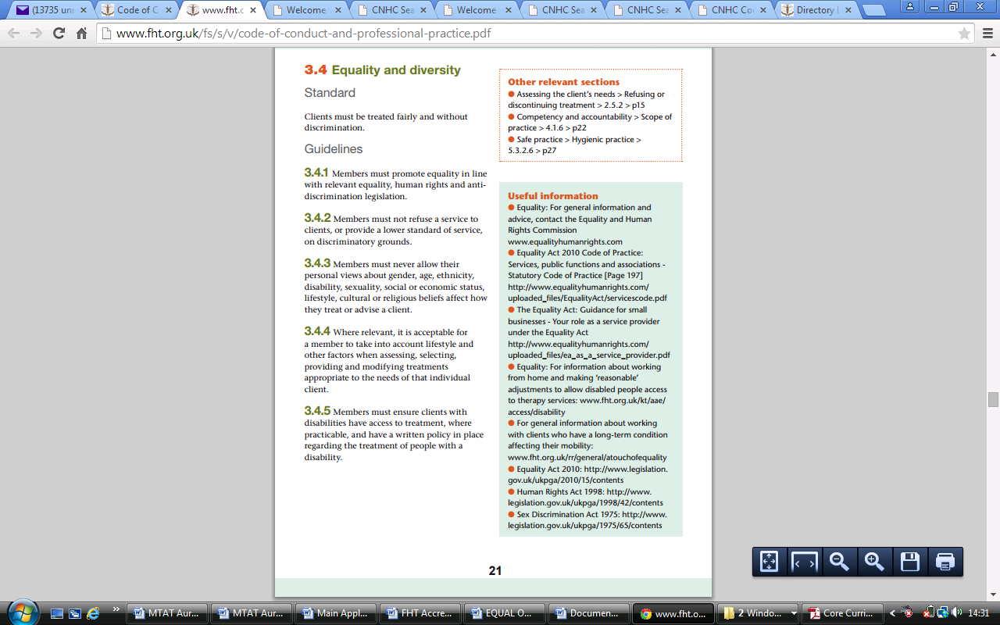 (13735 unr
Code of C
www.fht.c
Welcome
CNHC Sea
Welcome
CNHC Sea
CNHC Sea
CNHC Co
Directory
www.fht.org.uk/fs/s/v/code-of-conduct-and-professional-practice.pdf
3.4 Equality and diversity
Standard
Clients must be treated fairly and without
discrimination.
Guidelines
3.4.1 Members must promote equality in line
with relevant equality, human rights and anti-
discrimination legislation.
3.4.2 Members must not refuse a service to
clients, or provide a lower standard of service,
on discriminatory grounds.
3.4.3 Members must never allow their
personal views about gender, age, ethnicity,
disability, sexuality, social or economic status,
lifestyle, cultural or religious beliefs affect how
they treat or advise a client.
3.4.4 Where relevant, it is acceptable for
a member to take into account lifestyle and
other factors when assessing, selecting,
providing and modifying treatments
appropriate to the needs of that individual
client.
3.4.5 Members must ensure clients with
disabilities have access to treatment, where
practicable, and have a written policy in place
regarding the treatment of people with a
disability.
Other relevant sections
● Assessing the client's needs > Refusing or
discontinuing treatment > 2.5.2 > p15
● Competency and accountability > Scope of
practice > 4.1.6 > p22
● Safe practice > Hygienic practice >
5.3.2.6 > p27
Useful information
● Equality: For general information and
advice, contact the Equality and Human
Rights Commission
www.equalityhumanrights.com
● Equality Act 2010 Code of Practice:
Services, public functions and associations -
Statutory Code of Practice [Page 197]
http://www.equalityhumanrights.com/
uploaded_files/EqualityAct/servicescode.pdf
● The Equality Act: Guidance for small
businesses - Your role as a service provider
under the Equality Act
http://www.equalityhumanrights.com/
uploaded_files/ea_as_a_service_provider.pdf
● Equality: For information about working
from home and making 'reasonable'
adjustments to allow disabled people access
to therapy services: www.fht.org.uk/kt/aae/
access/disability
● For general information about working
with clients who have a long-term condition
affecting their mobility:
www.fht.org.uk/rr/general/atouchofequality
● Equality Act 2010: http://www.legislation.
gov.uk/ukpga/2010/15/contents
● Human Rights Act 1998: http://www.
legislation.gov.uk/ukpga/1998/42/contents
● Sex Discrimination Act 1975: http://www.
legislation.gov.uk/ukpga/1975/65/contents
21
MTAT Aur...
MTAT Aur...
Main Appl...
FHT Accre...
EQUAL O...
Documen...
www.fht.o...
2 Windo...
Core Curri...
14:31